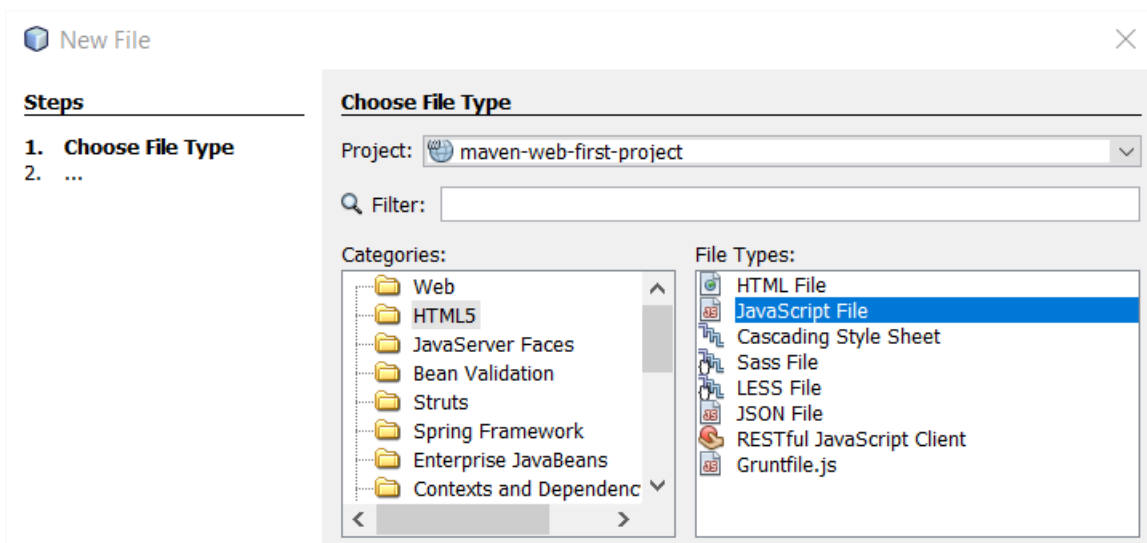 New File
Steps
1. Choose File Type
2. ...
Choose File Type
Project: maven-web-first-project
Filter:
Categories:
Web
HTML5
JavaServer Faces
Bean Validation
Struts
Spring Framework
Enterprise JavaBeans
Contexts and Dependenc
File Types:
HTML File
JavaScript File
Cascading Style Sheet
Sass File
LESS File
JSON File
RESTful JavaScript Client
Gruntfile.js